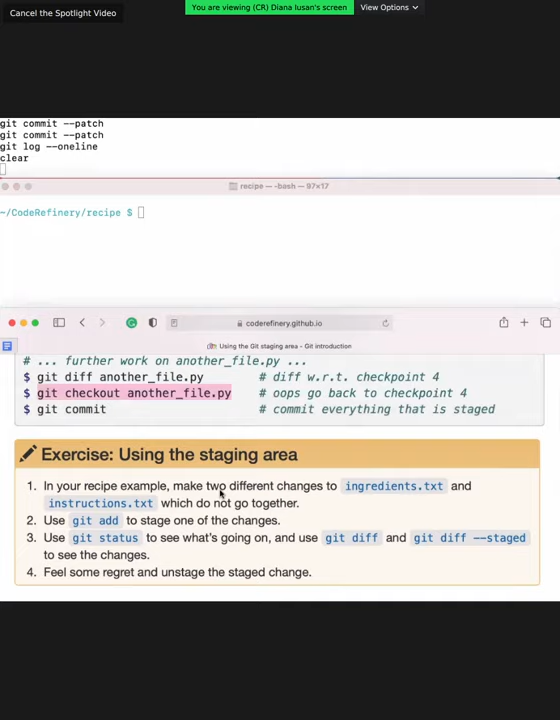 Cancel the Spotlight Video
You are viewing (CR) Diana Iusan's screen
View Options
git commit --patch
git commit --patch
git log --oneline
clear
recipe — -bash — 97×17
~/CodeRefinery/recipe $
coderefinery.github.io
Using the Git staging area - Git introduction
# ... further work on another_file.py ...
$ git diff another_file.py # diff w.r.t. checkpoint 4
$ git checkout another_file.py # oops go back to checkpoint 4
$ git commit # commit everything that is staged
Exercise: Using the staging area
1. In your recipe example, make two different changes to ingredients.txt and
instructions.txt which do not go together.
2. Use git add to stage one of the changes.
3. Use git status to see what's going on, and use git diff and git diff --staged
to see the changes.
4. Feel some regret and unstage the staged change.